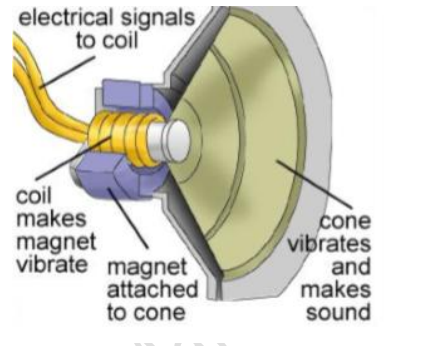 electrical signals
to coil
coil
makes
magnet
vibrate
magnet
attached
to cone
cone
vibrates
and
makes
sound